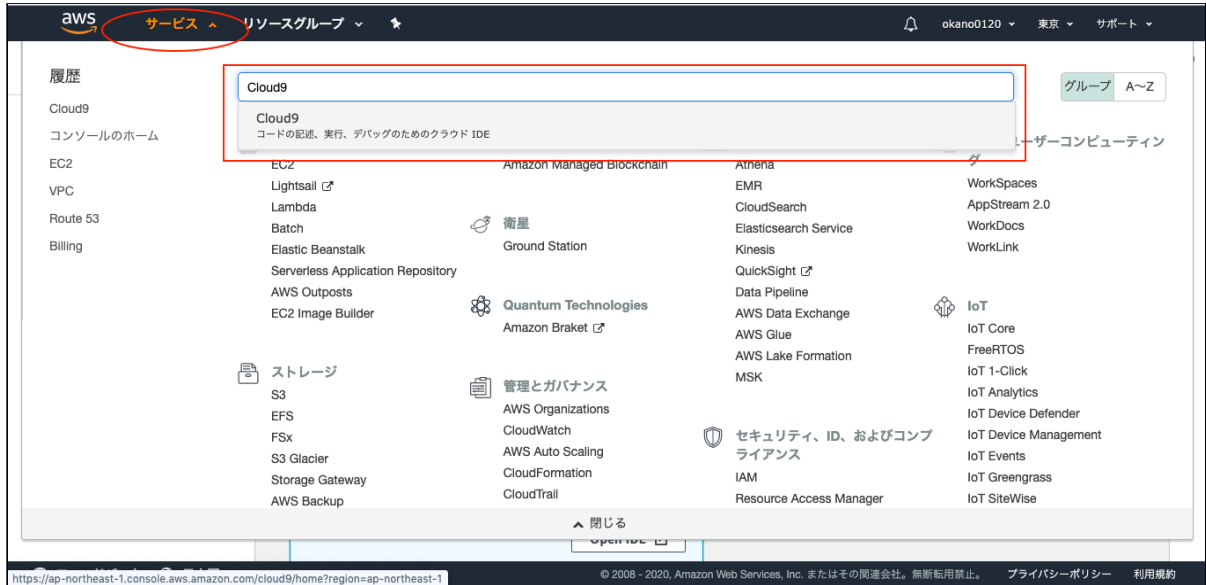 aws
サービス
リソースグループ
okano0120
東京
サポート
履歴
Cloud9
コンソールのホーム
EC2
VPC
Route 53
Billing
Cloud9
グループ
A〜Z
Cloud9
コードの記述、実行、デバッグのためのクラウド IDE
EC2
Lightsail
Lambda
Batch
Elastic Beanstalk
Serverless Application Repository
AWS Outposts
EC2 Image Builder
ストレージ
S3
EFS
FSx
S3 Glacier
Storage Gateway
AWS Backup
Amazon Managed Blockchain
衛星
Ground Station
Quantum Technologies
Amazon Braket
管理とガバナンス
AWS Organizations
CloudWatch
AWS Auto Scaling
CloudFormation
CloudTrail
Athena
EMR
CloudSearch
Elasticsearch Service
Kinesis
QuickSight
Data Pipeline
AWS Data Exchange
AWS Glue
AWS Lake Formation
MSK
セキュリティ、ID、およびコンプ
ライアンス
IAM
Resource Access Manager
ーザーコンピューティン
グ
WorkSpaces
AppStream 2.0
WorkDocs
WorkLink
IoT
IoT Core
FreeRTOS
IoT 1-Click
IoT Analytics
IoT Device Defender
IoT Device Management
IoT Events
IoT Greengrass
IoT SiteWise
閉じる
Open IDE
https://ap-northeast-1.console.aws.amazon.com/cloud9/home?region=ap-northeast-1
© 2008 - 2020, Amazon Web Services, Inc. またはその関連会社。無断転用禁止。
プライバシーポリシー
利用規約